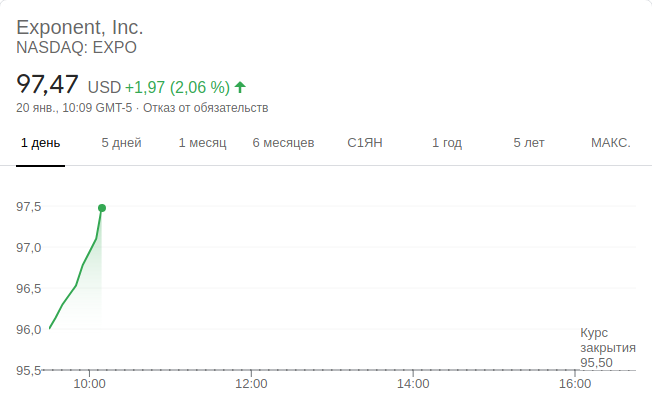 Exponent, Inc.
NASDAQ: EXPO
97,47 USD +1,97 (2,06 %)
20 янв., 10:09 GMT-5 · Отказ от обязательств
1 день 5 дней 1 месяц 6 месяцев С1ЯН 1 год 5 лет МАКС.
97,5
97,0
96,5
96,0
Курс
закрытия
95,50
95,5
10:00 12:00 14:00 16:00